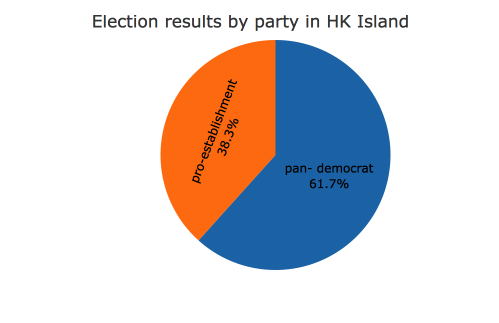 Election results by party in HK Island
pro-establishment
38.3%
pan- democrat
61.7%